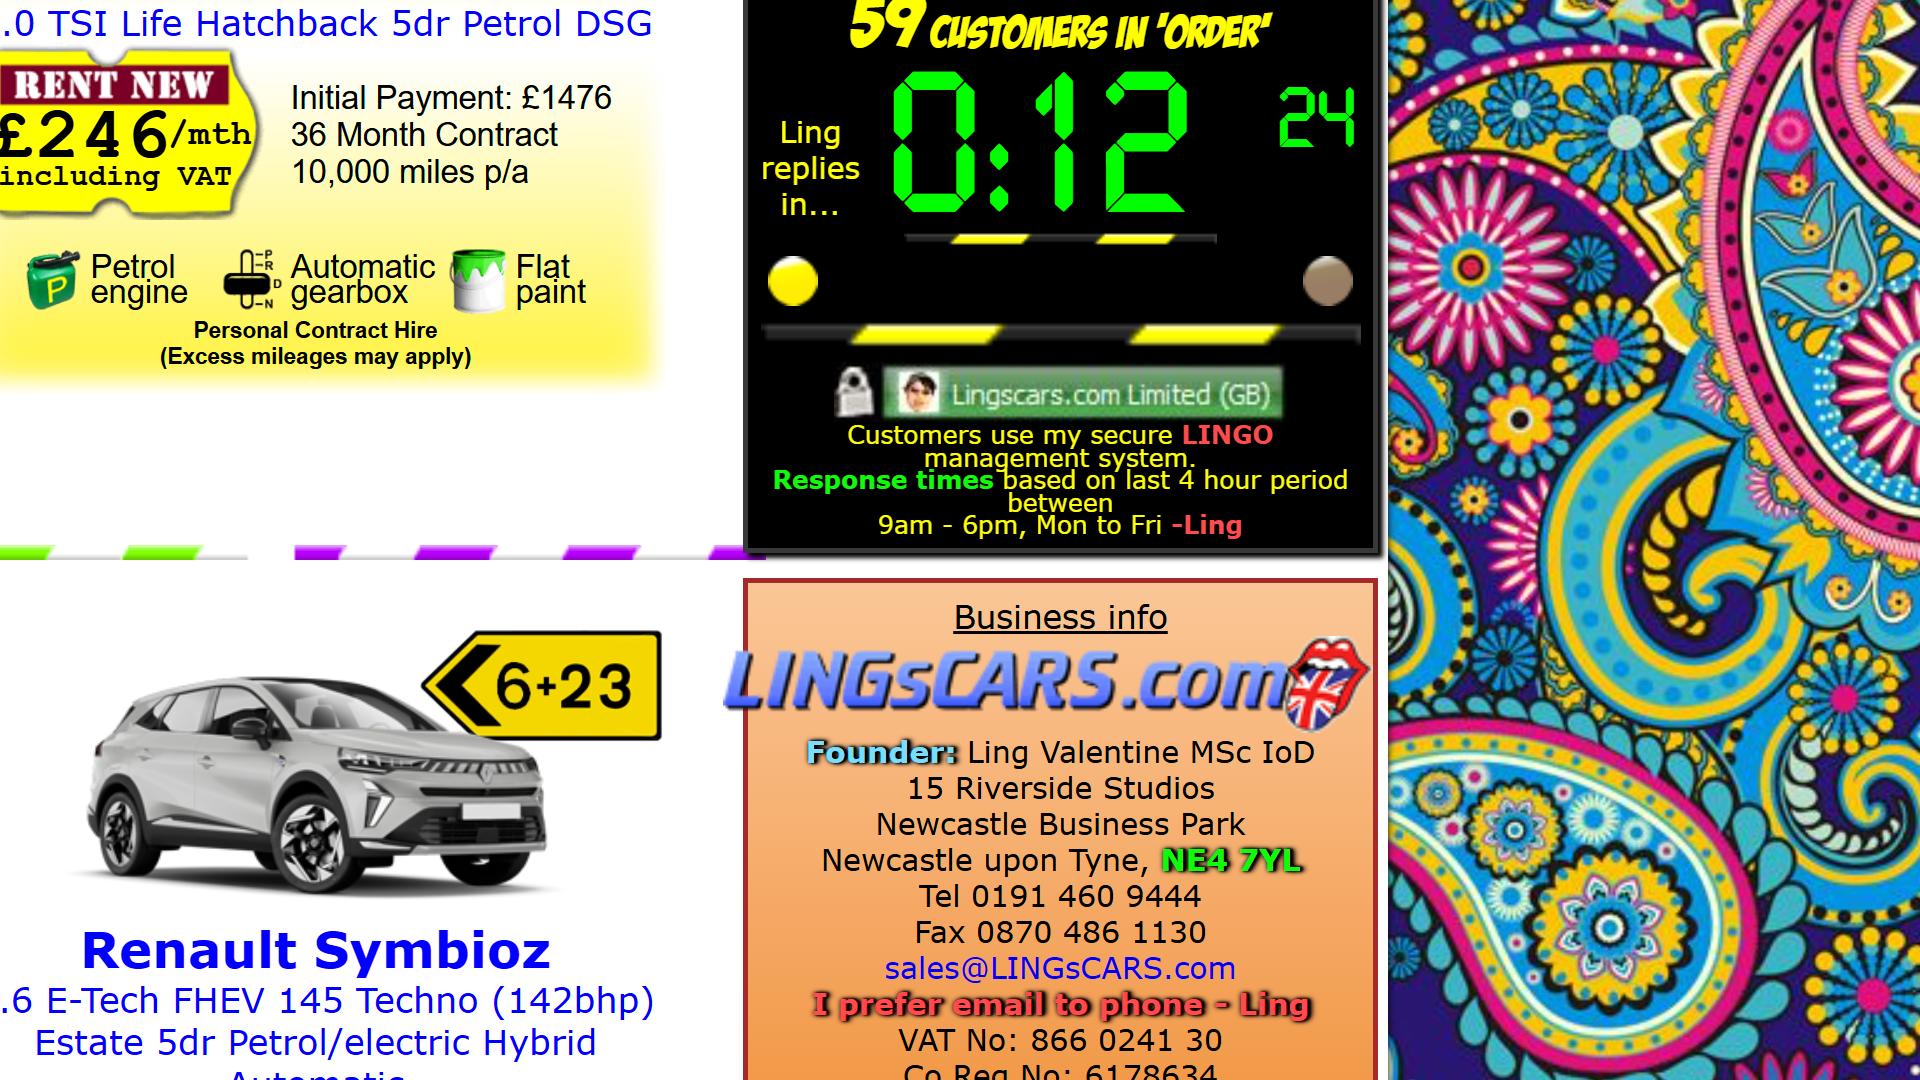 .0 TSI Life Hatchback 5dr Petrol DSG
RENT NEW
£246/mth
including VAT
Initial Payment: £1476
36 Month Contract
10,000 miles p/a
P
Petrol
engine
P
R
D
N
Automatic
gearbox
Flat
paint
Personal Contract Hire
(Excess mileages may apply)
6+23
Renault Symbioz
.6 E-Tech FHEV 145 Techno (142bhp)
Estate 5dr Petrol/electric Hybrid
Automatic
59 CUSTOMERS IN 'ORDER'
Ling
replies
in...
0:12
24
Lingscars.com Limited (GB)
Customers use my secure LINGO
management system.
Response times based on last 4 hour period
between
9am - 6pm, Mon to Fri -Ling
Business info
LINGsCARS.com
Founder: Ling Valentine MSc IoD
15 Riverside Studios
Newcastle Business Park
Newcastle upon Tyne, NE4 7YL
Tel 0191 460 9444
Fax 0870 486 1130
sales@LINGsCARS.com
I prefer email to phone - Ling
VAT No: 866 0241 30
Co Reg No: 6178634